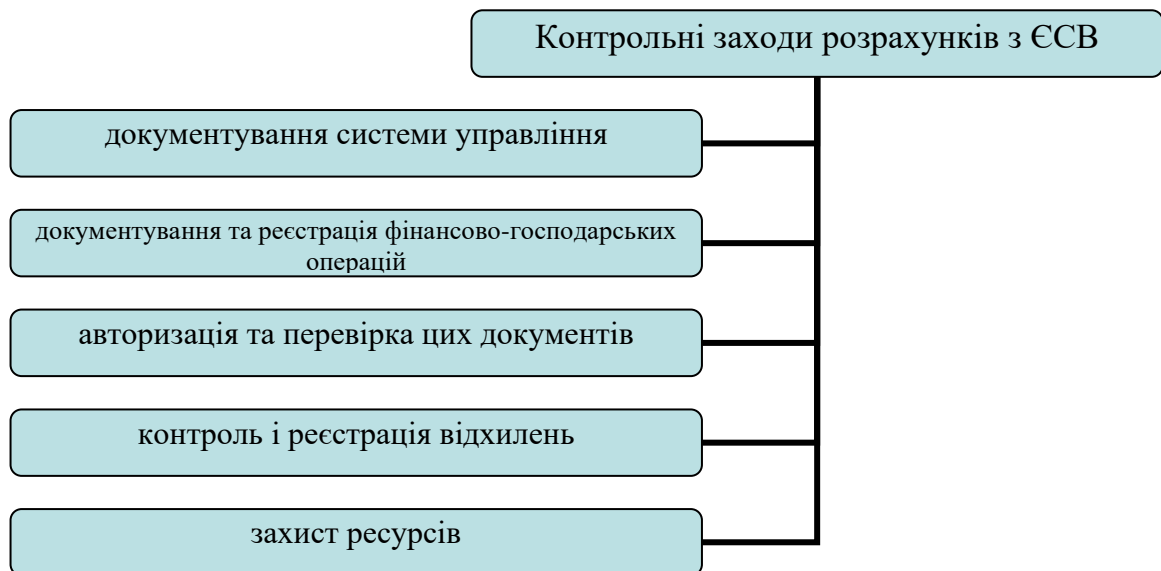 Контрольні заходи розрахунків з ЄСВ
документування системи управління
документування та реєстрація фінансово-господарських
операцій
авторизація та перевірка цих документів
контроль і реєстрація відхилень
захист ресурсів